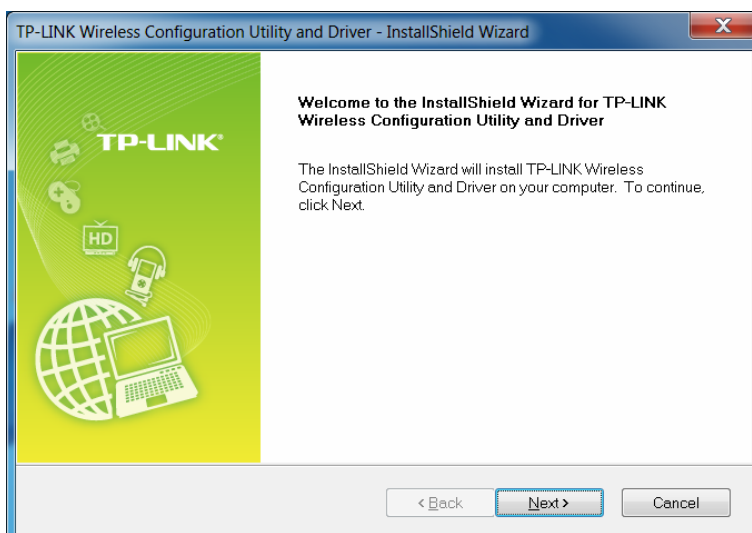 TP-LINK Wireless Configuration Utility and Driver - InstallShield Wizard
TP-LINK®
HD
Welcome to the InstallShield Wizard for TP-LINK
Wireless Configuration Utility and Driver
The InstallShield Wizard will install TP-LINK Wireless
Configuration Utility and Driver on your computer. To continue,
click Next.
< Back
Next >
Cancel